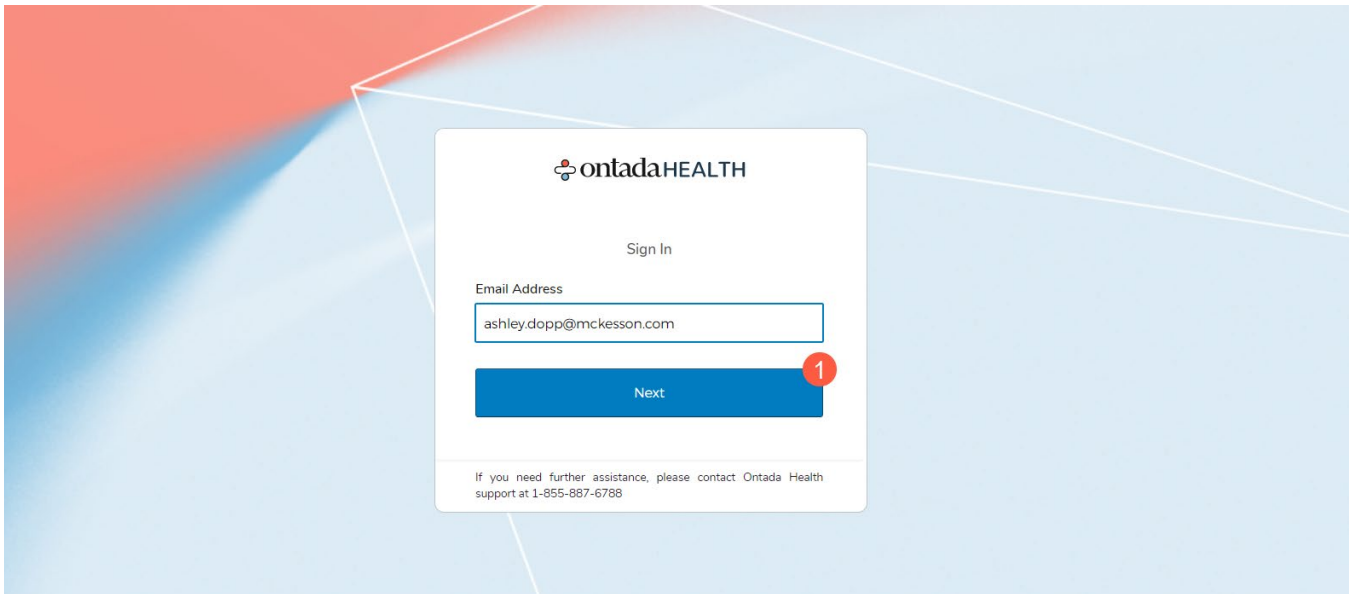 ontadaHEALTH
Sign In
Email Address
ashley.dopp@mckesson.com
1
Next
If you need further assistance, please contact Ontada Health
support at 1-855-887-6788